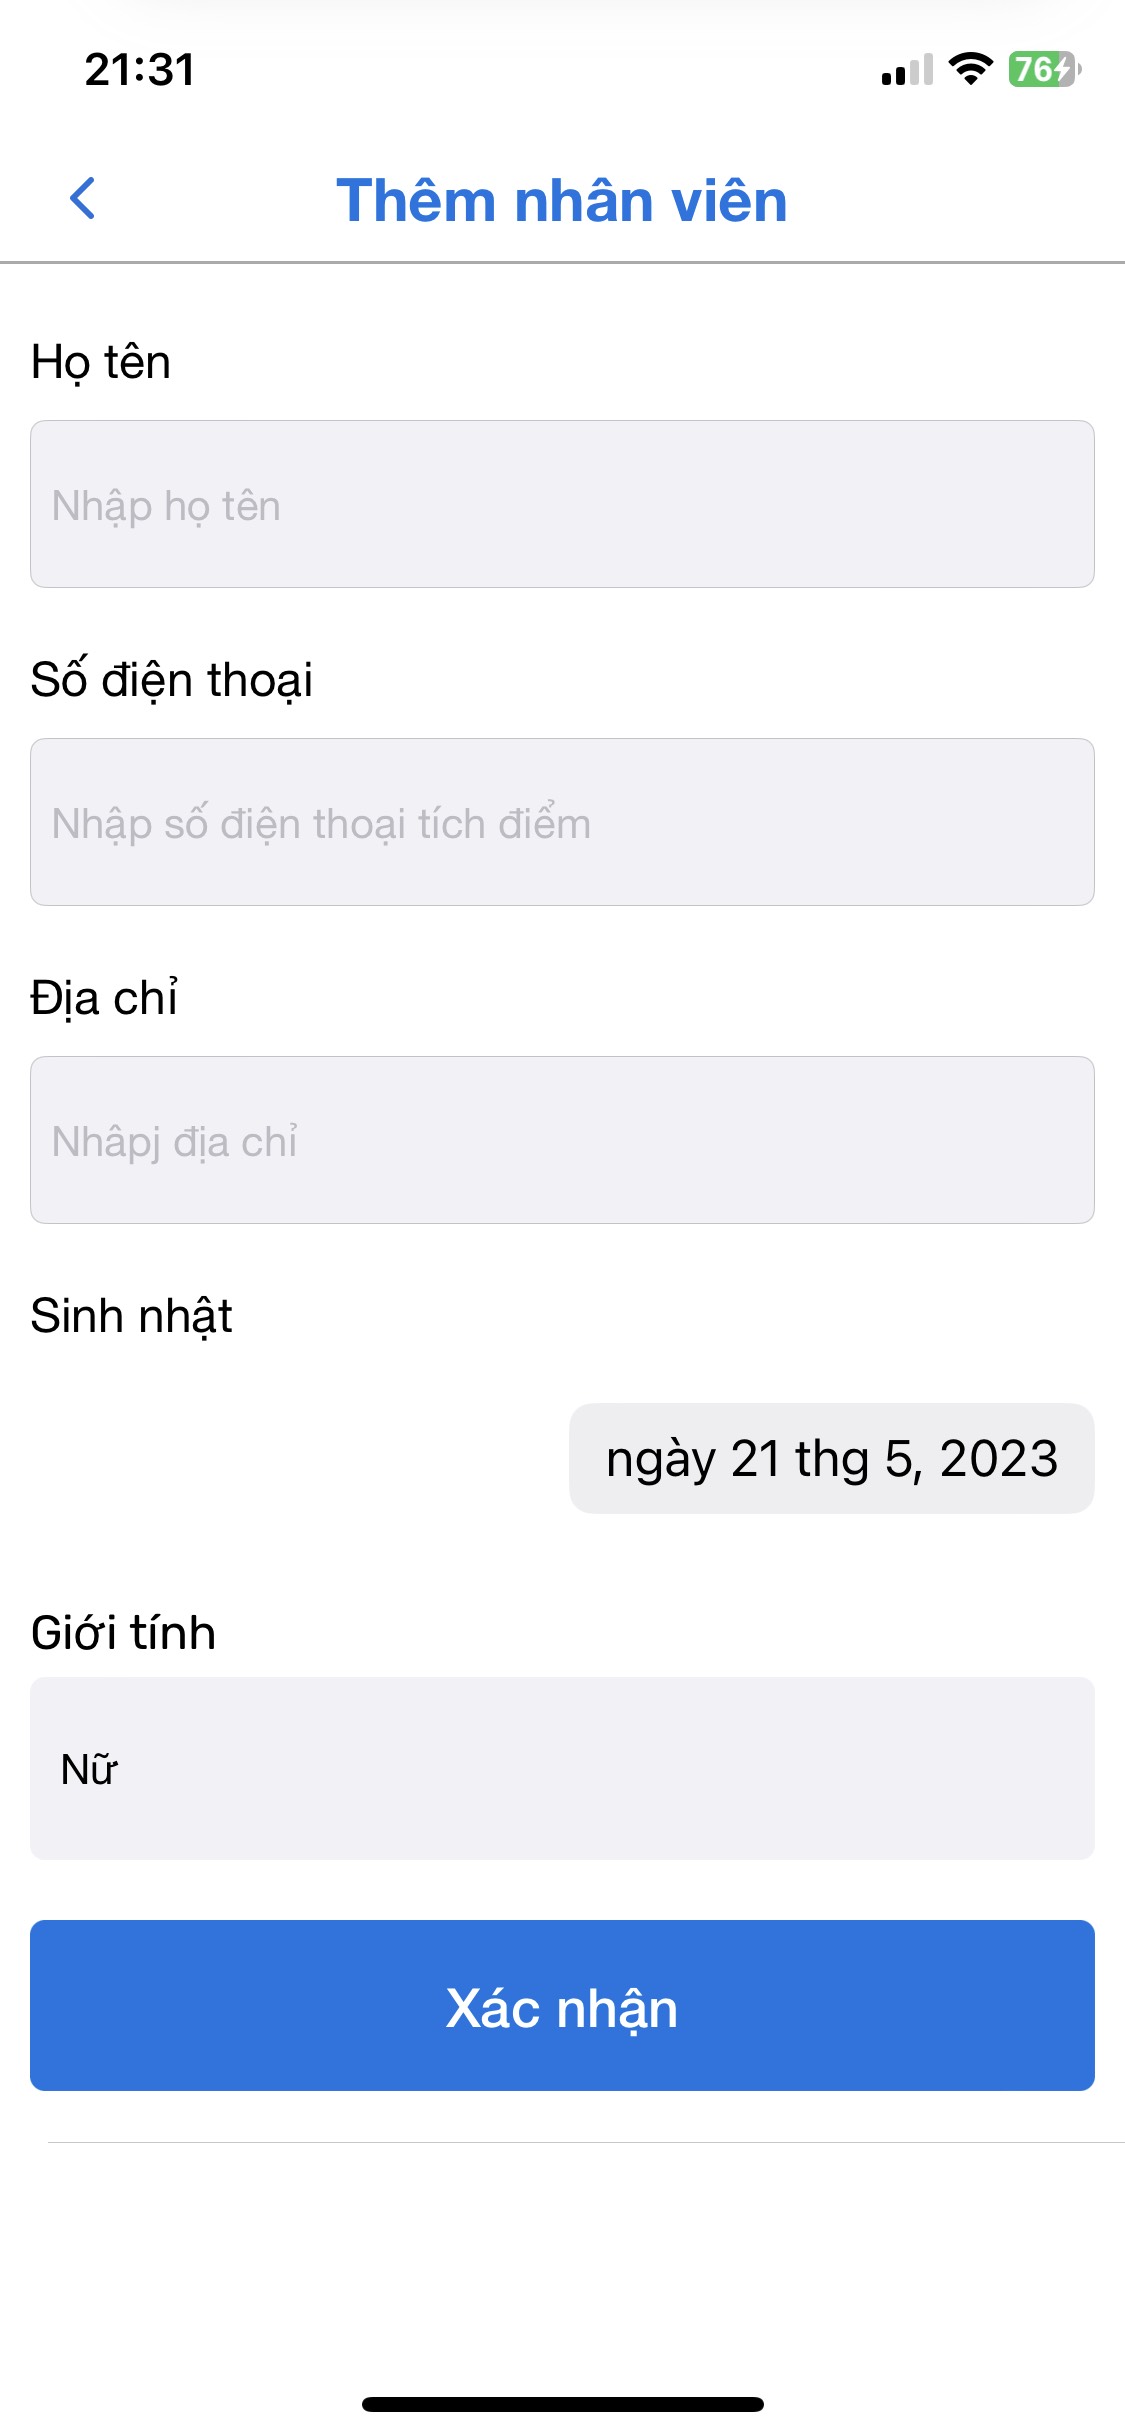 21:31
76
Thêm nhân viên
Họ tên
Nhập họ tên
Số điện thoại
Nhập số điện thoại tích điểm
Địa chỉ
Nhâpj địa chỉ
Sinh nhật
ngày 21 thg 5, 2023
Giới tính
Nữ
Xác nhận